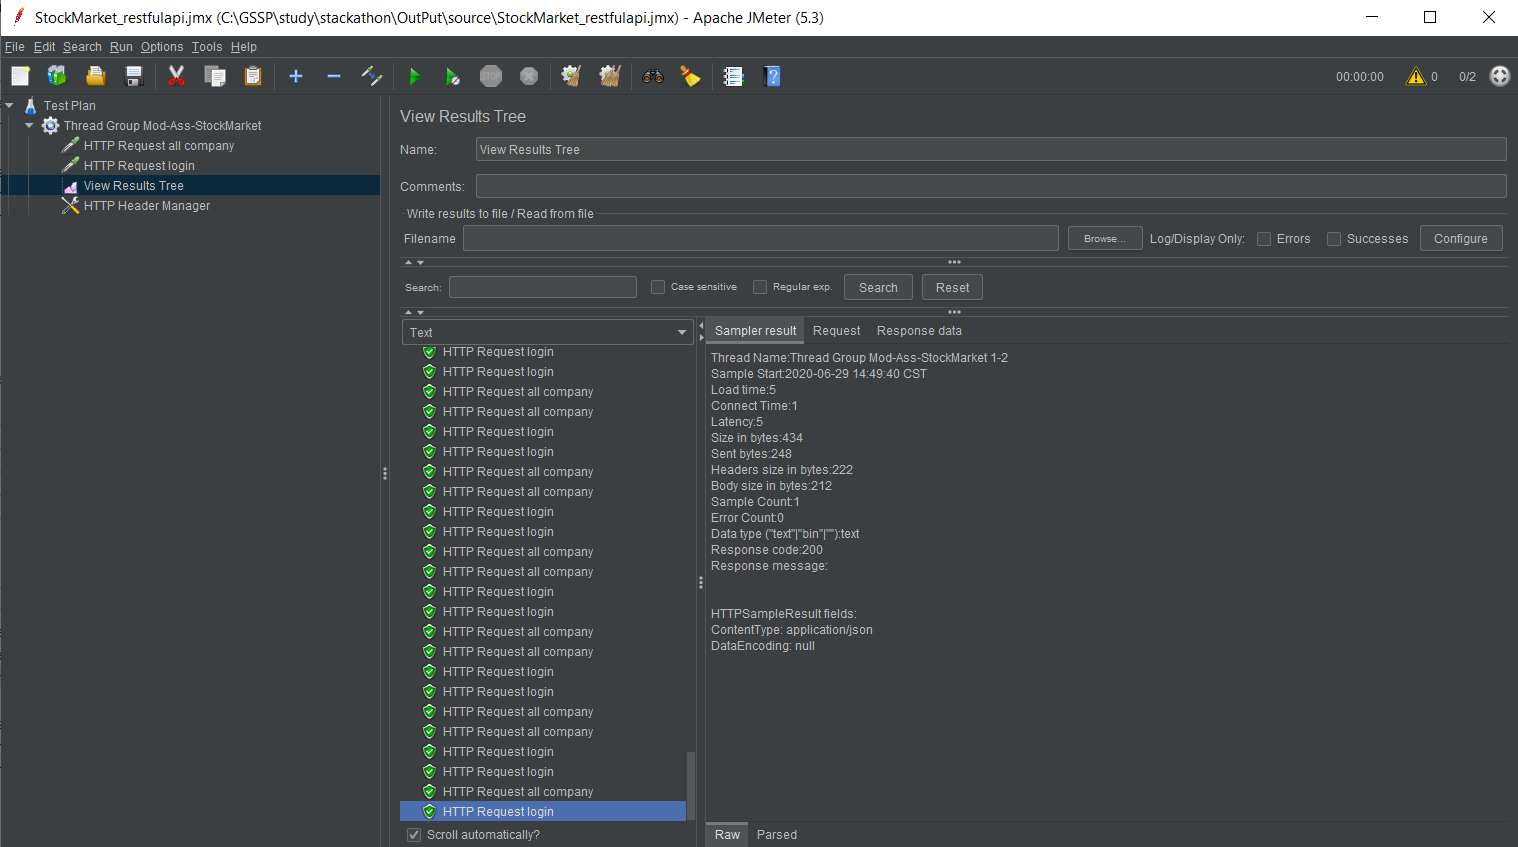 StockMarket_restfulapi.jmx (C:\GSSP\study\stackathon\OutPut\source\StockMarket_restfulapi.jmx) - Apache JMeter (5.3)
File Edit Search Run Options Tools Help
STOP
?
00:00:00 0 0/2
Test Plan
Thread Group Mod-Ass-StockMarket
HTTP Request all company
HTTP Request login
View Results Tree
HTTP Header Manager
View Results Tree
Name: View Results Tree
Comments:
Write results to file / Read from file
Filename Browse... Log/Display Only: Errors Successes Configure
Search: Case sensitive Regular exp. Search Reset
Text
HTTP Request login
HTTP Request login
HTTP Request all company
HTTP Request all company
HTTP Request login
HTTP Request login
HTTP Request all company
HTTP Request all company
HTTP Request login
HTTP Request login
HTTP Request all company
HTTP Request all company
HTTP Request login
HTTP Request login
HTTP Request all company
HTTP Request all company
HTTP Request login
HTTP Request login
HTTP Request all company
HTTP Request all company
HTTP Request login
HTTP Request login
HTTP Request all company
HTTP Request login
Scroll automatically?
Sampler result Request Response data
Thread Name:Thread Group Mod-Ass-StockMarket 1-2
Sample Start:2020-06-29 14:49:40 CST
Load time:5
Connect Time:1
Latency:5
Size in bytes:434
Sent bytes:248
Headers size in bytes:222
Body size in bytes:212
Sample Count:1
Error Count:0
Data type ("text"|"bin"|""):text
Response code:200
Response message:
HTTPSampleResult fields:
ContentType: application/json
DataEncoding: null
Raw Parsed